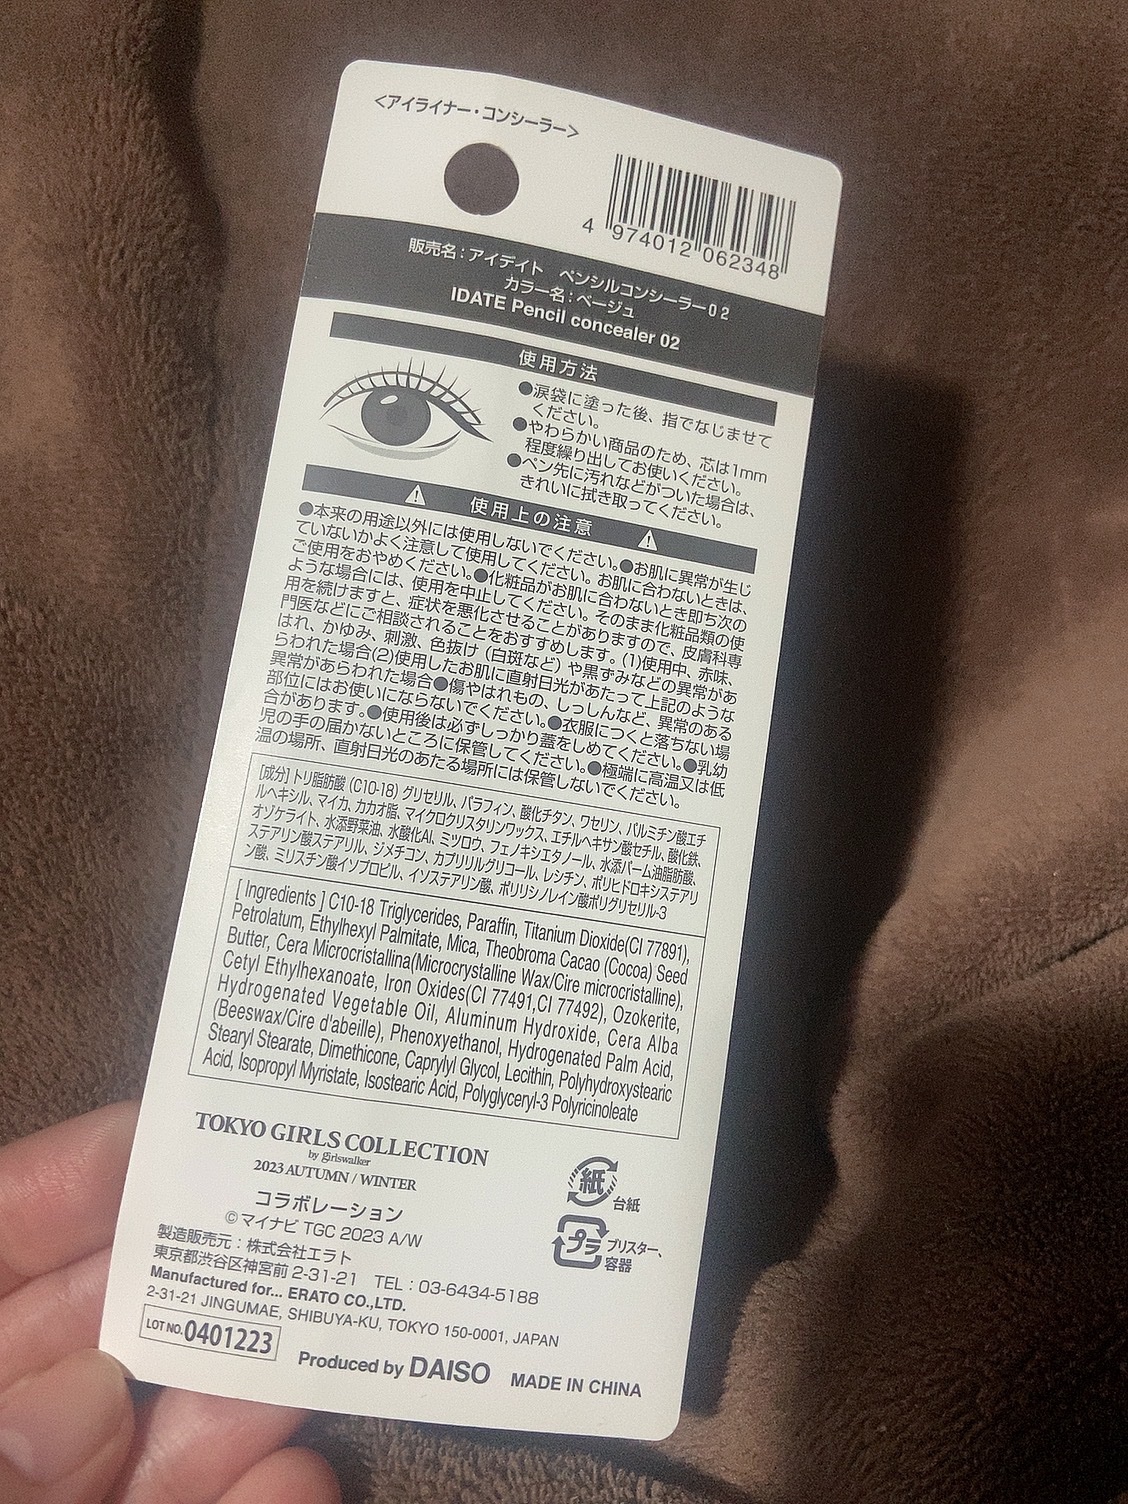 <アイライナー・コンシーラー>
4 974012 062348
販売名：アイデイト ペンシルコンシーラー02
カラー名：ベージュ
IDATE Pencil concealer 02
使用方法
●涙袋に塗った後、指でなじませて
ください。
●やわらかい商品のため、芯は1mm
程度繰り出してお使いください。
●ペン先に汚れなどがついた場合は、
きれいに拭き取ってください。
使用上の注意
●本来の用途以外には使用しないでください。●お肌に異常が生じ
ていないかよく注意して使用してください。お肌に合わないときは、
ご使用をおやめください。●化粧品がお肌に合わないとき即ち次の
ような場合には、使用を中止してください。そのまま化粧品類の使
用を続けますと、症状を悪化させることがありますので、皮膚科専
門医などにご相談されることをおすすめします。(1)使用中、赤味、
はれ、かゆみ、刺激、色抜け（白斑など）や黒ずみなどの異常があ
らわれた場合(2)使用したお肌に直射日光があたって上記のような
異常があらわれた場合●傷やはれもの、しっしんなど、異常のある
部位にはお使いにならないでください。●衣服につくと落ちない場
合があります。●使用後は必ずしっかり蓋をしめてください。●乳幼
児の手の届かないところに保管してください。●極端に高温又は低
温の場所、直射日光のあたる場所には保管しないでください。
[成分] トリ脂肪酸（C10-18）グリセリル、パラフィン、酸化チタン、ワセリン、パルミチン酸エチ
ルヘキシル、マイカ、カカオ脂、マイクロクリスタリンワックス、エチルヘキサン酸セチル、酸化鉄、
オゾケライト、水添野菜油、水酸化Al、ミツロウ、フェノキシエタノール、水添パーム油脂肪酸、
ステアリン酸ステアリル、ジメチコン、カプリリルグリコール、レシチン、ポリヒドロキシステアリ
ン酸、ミリスチン酸イソプロピル、イソステアリン酸、ポリリシノレイン酸ポリグリセリル-3
[ Ingredients ] C10-18 Triglycerides, Paraffin, Titanium Dioxide(CI 77891),
Petrolatum, Ethylhexyl Palmitate, Mica, Theobroma Cacao (Cocoa) Seed
Butter, Cera Microcristallina(Microcrystalline Wax/Cire microcristalline),
Cetyl Ethylhexanoate, Iron Oxides(CI 77491,CI 77492), Ozokerite,
Hydrogenated Vegetable Oil, Aluminum Hydroxide, Cera Alba
(Beeswax/Cire d'abeille), Phenoxyethanol, Hydrogenated Palm Acid,
Stearyl Stearate, Dimethicone, Caprylyl Glycol, Lecithin, Polyhydroxystearic
Acid, Isopropyl Myristate, Isostearic Acid, Polyglyceryl-3 Polyricinoleate
TOKYO GIRLS COLLECTION
by girlswalker
2023 AUTUMN / WINTER
コラボレーション
©マイナビ TGC 2023 A/W
紙 台紙
プラ ブリスター、
容器
製造販売元：株式会社エラト
東京都渋谷区神宮前 2-31-21 TEL：03-6434-5188
Manufactured for... ERATO CO.,LTD.
2-31-21 JINGUMAE, SHIBUYA-KU, TOKYO 150-0001, JAPAN
LOT NO. 0401223
Produced by DAISO MADE IN CHINA